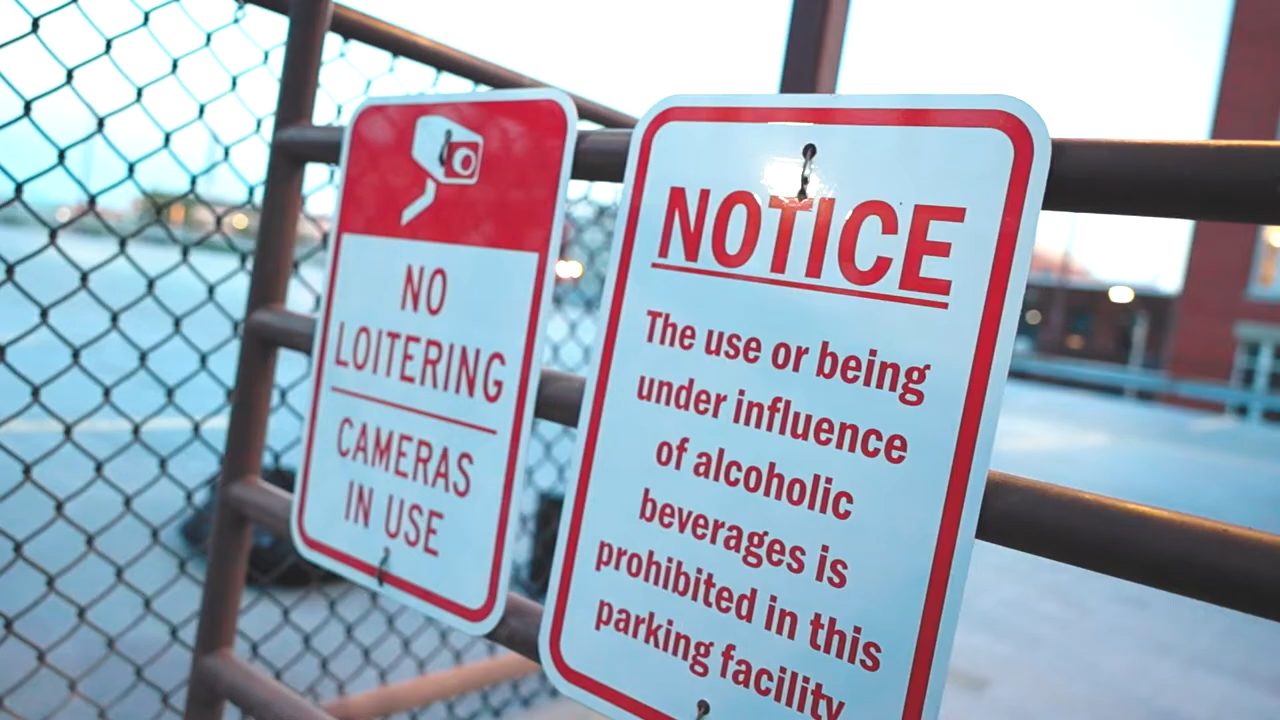 NO
LOITERING
CAMERAS
IN USE
NOTICE
The use or being
under influence
of alcoholic
beverages is
prohibited in this
parking facility